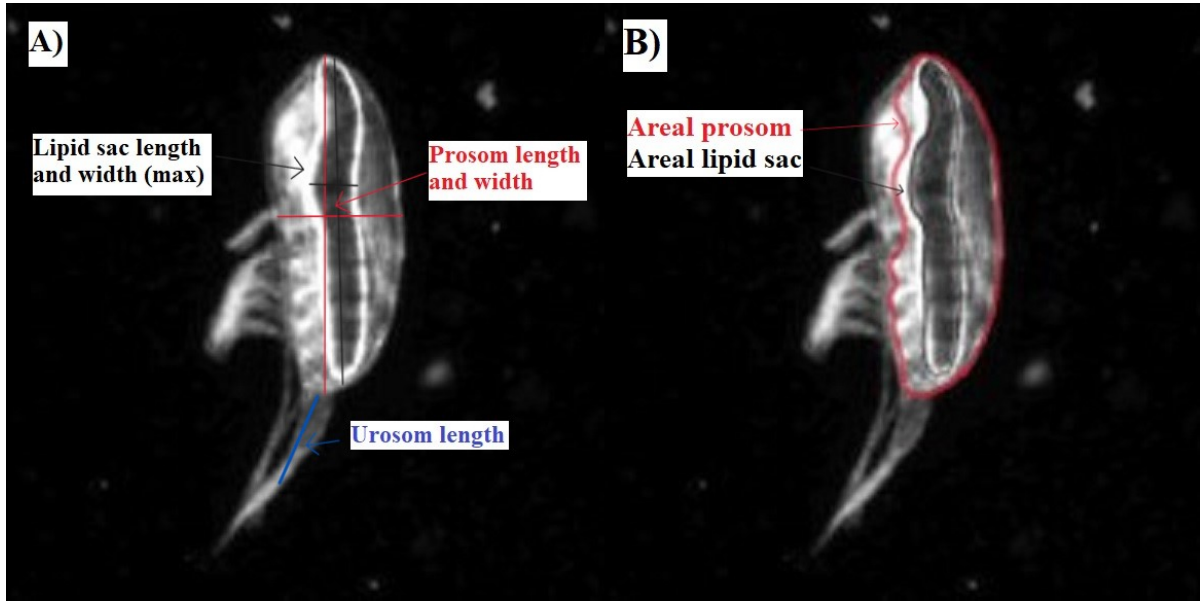 A)
Lipid sac length
and width (max)
Prosom length
and width
Urosom length
B)
Areal prosom
Areal lipid sac